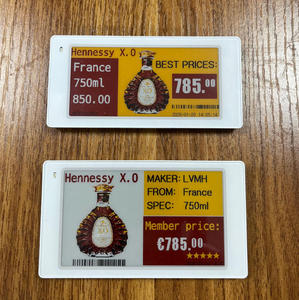 Hennessy X.O
France
750ml
850.00
BEST PRICES:
785.00
Hennessy X.O
MAKER: LVMH
FROM: France
SPEC: 750ml
Member price:
€785.00